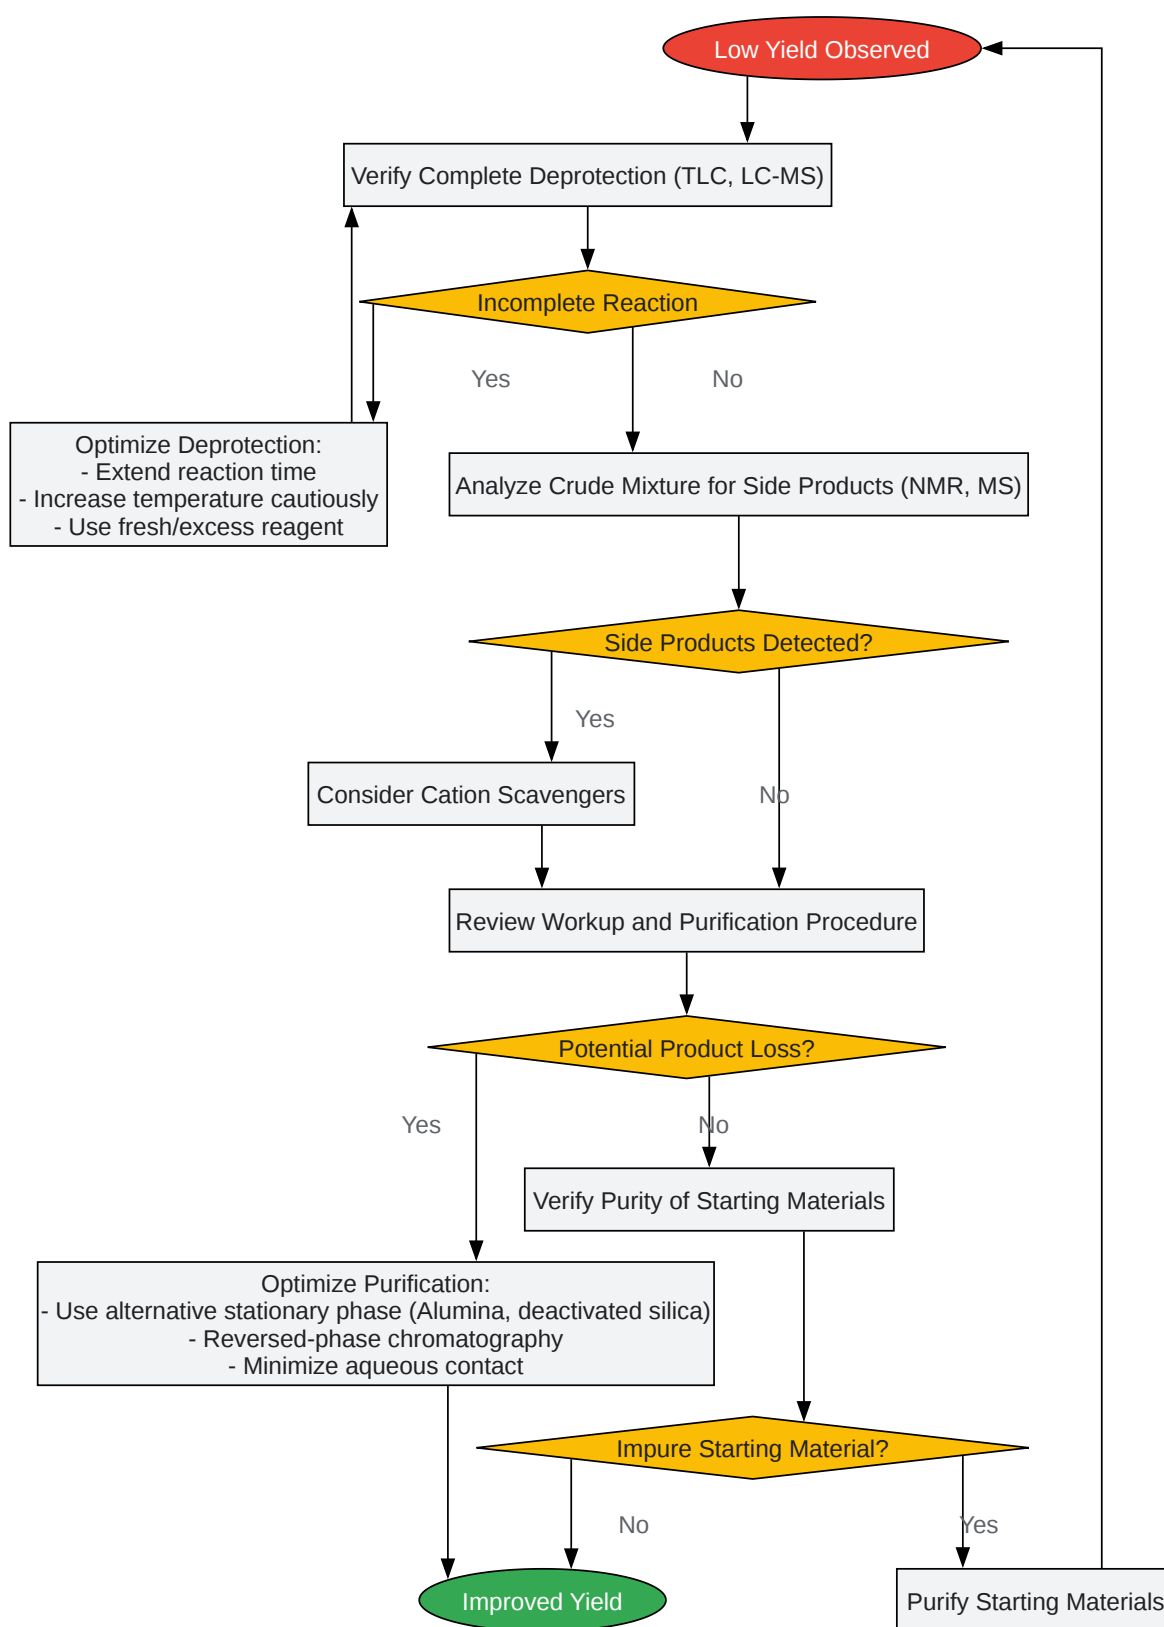 Low Yield Observed
Verify Complete Deprotection (TLC, LC-MS)
Incomplete Reaction
Yes
No
Optimize Deprotection:
- Extend reaction time
- Increase temperature cautiously
- Use fresh/excess reagent
Analyze Crude Mixture for Side Products (NMR, MS)
Side Products Detected?
Yes
Consider Cation Scavengers
No
Review Workup and Purification Procedure
Potential Product Loss?
Yes
No
Verify Purity of Starting Materials
Optimize Purification:
- Use alternative stationary phase (Alumina, deactivated silica)
- Reversed-phase chromatography
- Minimize aqueous contact
Impure Starting Material?
No
Yes
Improved Yield
Purify Starting Materials